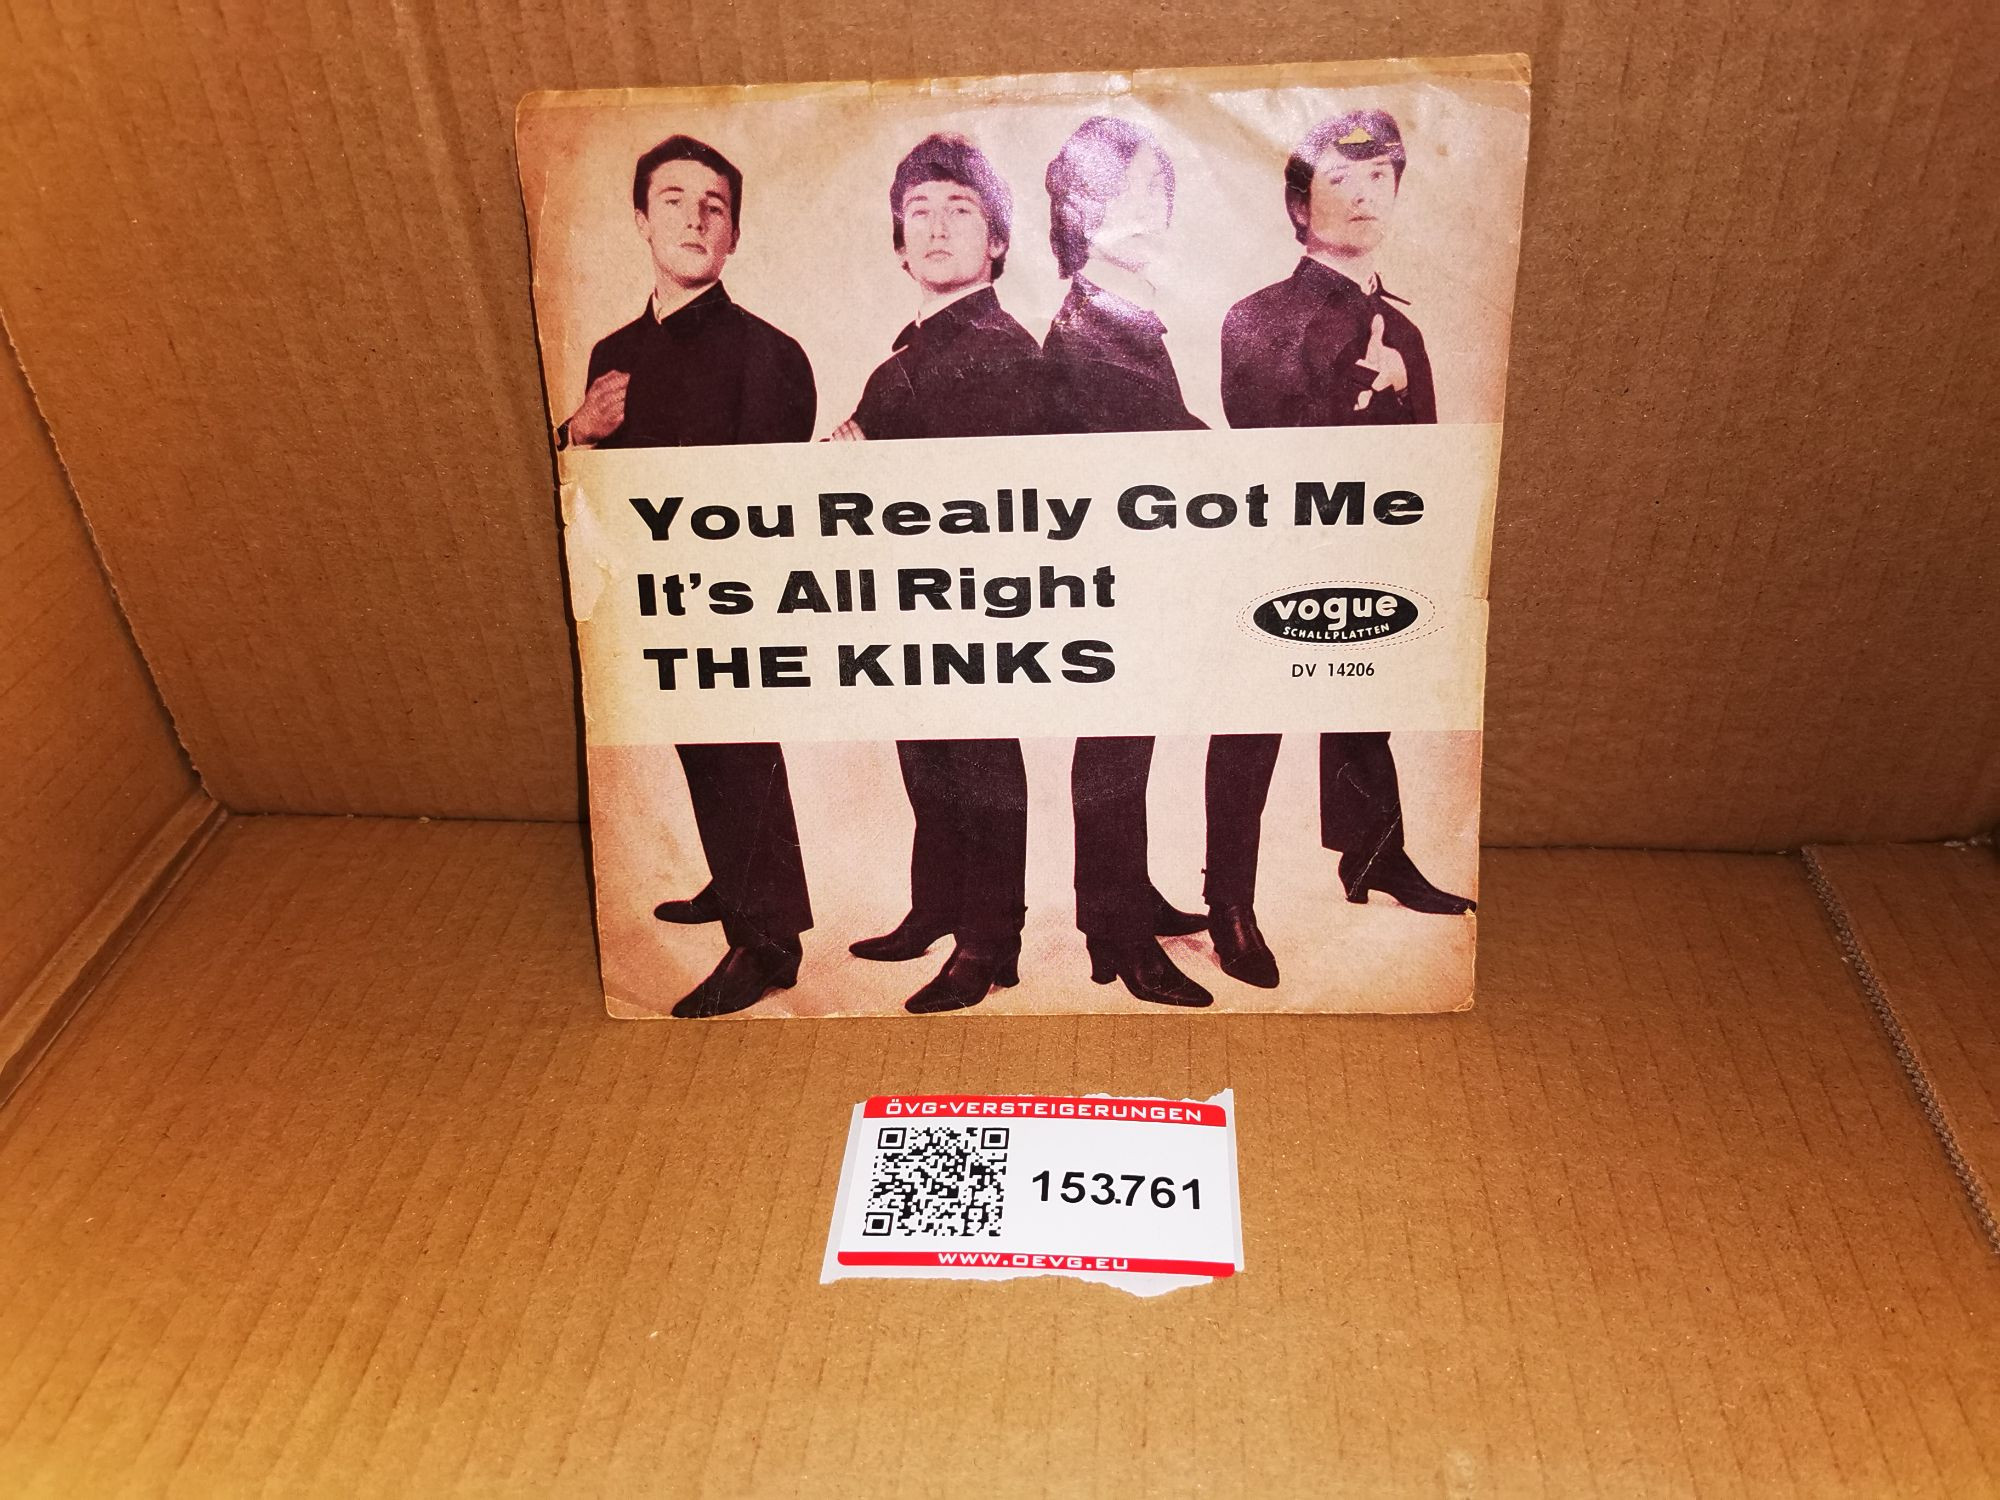 You Really Got Me
It's All Right
THE KINKS
vogue
SCHALLPLATTEN
DV 14206
ÖVG-VERSTEIGERUNGEN
153.761
WWW.OEVG.EU